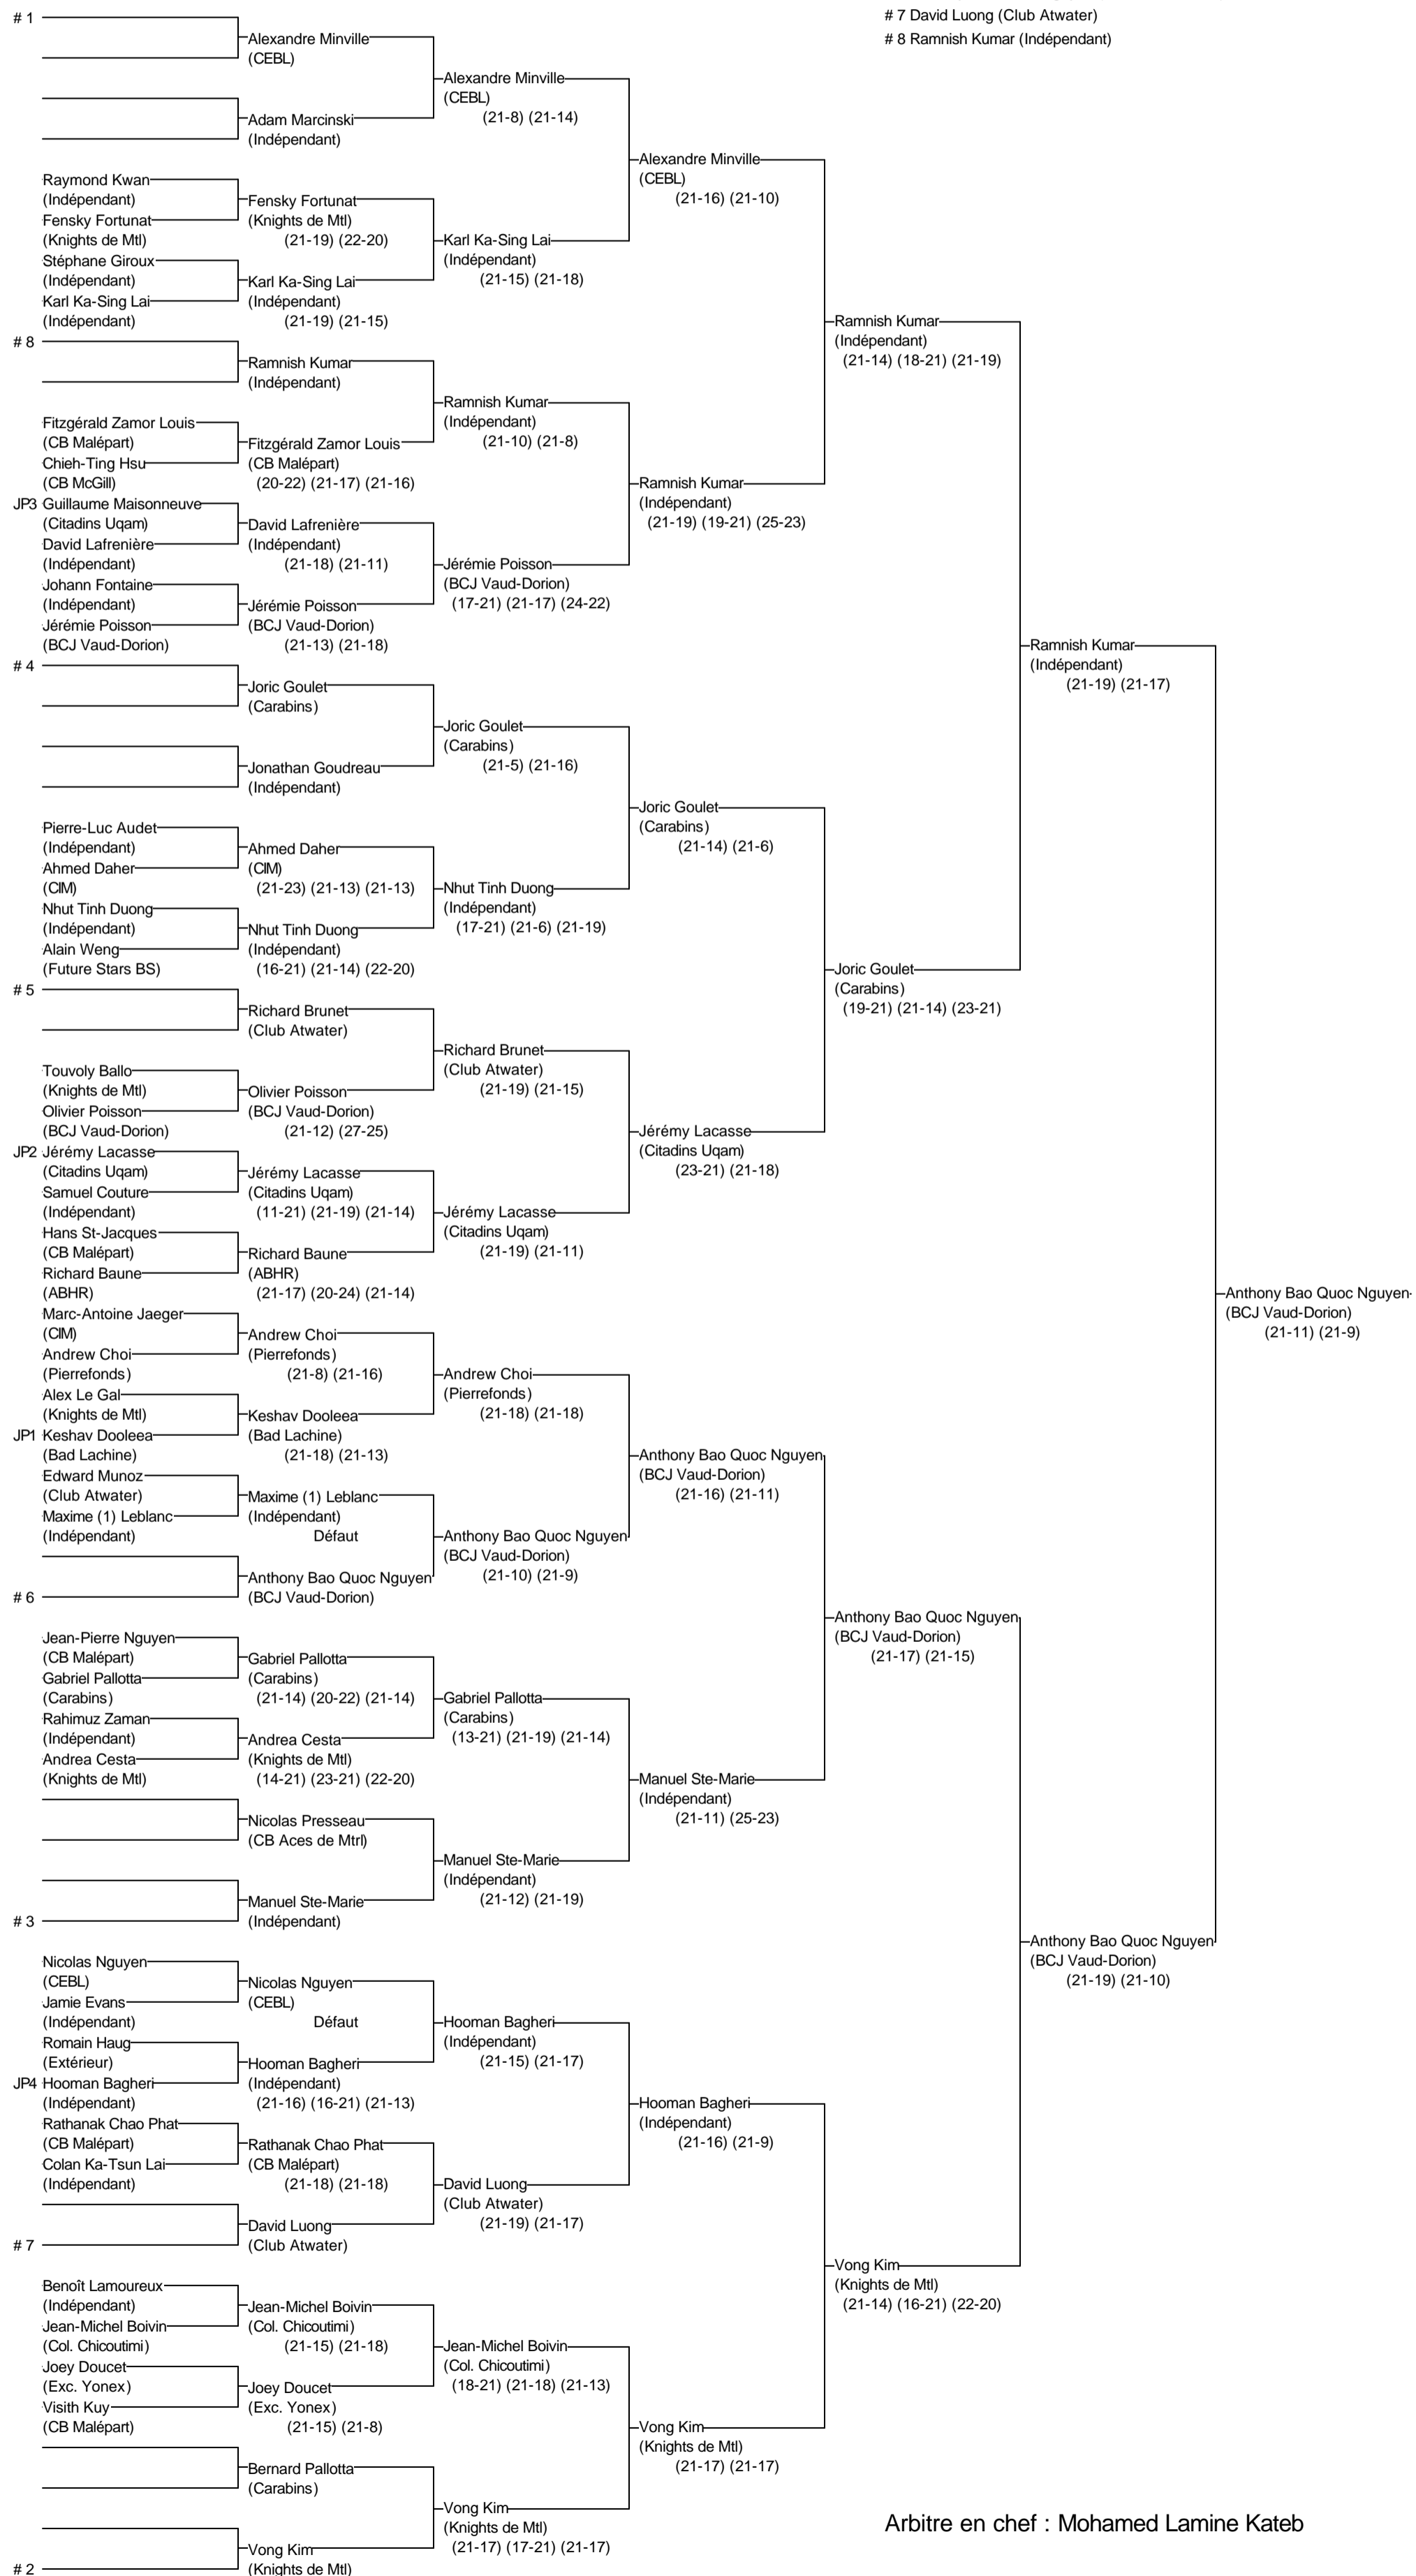 # 7 David Luong (Club Atwater)
# 8 Ramnish Kumar (Indépendant)
# 1
Alexandre Minville
(CEBL)
Adam Marcinski
(Indépendant)
Alexandre Minville
(CEBL)
(21-8) (21-14)
Raymond Kwan
(Indépendant)
Fensky Fortunat
(Knights de Mtl)
Fensky Fortunat
(Knights de Mtl)
(21-19) (22-20)
Stéphane Giroux
(Indépendant)
Karl Ka-Sing Lai
(Indépendant)
Karl Ka-Sing Lai
(Indépendant)
(21-19) (21-15)
Karl Ka-Sing Lai
(Indépendant)
(21-15) (21-18)
Alexandre Minville
(CEBL)
(21-16) (21-10)
# 8
Ramnish Kumar
(Indépendant)
Fitzgérald Zamor Louis
(CB Malépart)
Chieh-Ting Hsu
(CB McGill)
Fitzgérald Zamor Louis
(CB Malépart)
(20-22) (21-17) (21-16)
Ramnish Kumar
(Indépendant)
(21-10) (21-8)
JP3 Guillaume Maisonneuve
(Citadins Uqam)
David Lafrenière
(Indépendant)
David Lafrenière
(Indépendant)
(21-18) (21-11)
Johann Fontaine
(Indépendant)
Jérémie Poisson
(BCJ Vaud-Dorion)
Jérémie Poisson
(BCJ Vaud-Dorion)
(21-13) (21-18)
Jérémie Poisson
(BCJ Vaud-Dorion)
(17-21) (21-17) (24-22)
Ramnish Kumar
(Indépendant)
(21-19) (19-21) (25-23)
Ramnish Kumar
(Indépendant)
(21-14) (18-21) (21-19)
# 4
Joric Goulet
(Carabins)
Jonathan Goudreau
(Indépendant)
Joric Goulet
(Carabins)
(21-5) (21-16)
Pierre-Luc Audet
(Indépendant)
Ahmed Daher
(CIM)
Ahmed Daher
(CIM)
(21-23) (21-13) (21-13)
Nhut Tinh Duong
(Indépendant)
Alain Weng
(Future Stars BS)
Nhut Tinh Duong
(Indépendant)
(16-21) (21-14) (22-20)
Nhut Tinh Duong
(Indépendant)
(17-21) (21-6) (21-19)
Joric Goulet
(Carabins)
(21-14) (21-6)
# 5
Richard Brunet
(Club Atwater)
Touvoly Ballo
(Knights de Mtl)
Olivier Poisson
(BCJ Vaud-Dorion)
Olivier Poisson
(BCJ Vaud-Dorion)
(21-12) (27-25)
Richard Brunet
(Club Atwater)
(21-19) (21-15)
JP2 Jérémy Lacasse
(Citadins Uqam)
Samuel Couture
(Indépendant)
Jérémy Lacasse
(Citadins Uqam)
(11-21) (21-19) (21-14)
Hans St-Jacques
(CB Malépart)
Richard Baune
(ABHR)
Richard Baune
(ABHR)
(21-17) (20-24) (21-14)
Jérémy Lacasse
(Citadins Uqam)
(21-19) (21-11)
Jérémy Lacasse
(Citadins Uqam)
(23-21) (21-18)
Joric Goulet
(Carabins)
(19-21) (21-14) (23-21)
Ramnish Kumar
(Indépendant)
(21-19) (21-17)
Marc-Antoine Jaeger
(CIM)
Andrew Choi
(Pierrefonds)
Andrew Choi
(Pierrefonds)
(21-8) (21-16)
Alex Le Gal
(Knights de Mtl)
JP1 Keshav Dooleea
(Bad Lachine)
Keshav Dooleea
(Bad Lachine)
(21-18) (21-13)
Andrew Choi
(Pierrefonds)
(21-18) (21-18)
Edward Munoz
(Club Atwater)
Maxime (1) Leblanc
(Indépendant)
Maxime (1) Leblanc
(Indépendant)
Défaut
Anthony Bao Quoc Nguyen
(BCJ Vaud-Dorion)
# 6
Anthony Bao Quoc Nguyen
(BCJ Vaud-Dorion)
(21-10) (21-9)
Anthony Bao Quoc Nguyen
(BCJ Vaud-Dorion)
(21-16) (21-11)
Jean-Pierre Nguyen
(CB Malépart)
Gabriel Pallotta
(Carabins)
Gabriel Pallotta
(Carabins)
(21-14) (20-22) (21-14)
Rahimuz Zaman
(Indépendant)
Andrea Cesta
(Knights de Mtl)
Andrea Cesta
(Knights de Mtl)
(14-21) (23-21) (22-20)
Gabriel Pallotta
(Carabins)
(13-21) (21-19) (21-14)
Nicolas Presseau
(CB Aces de Mtrl)
Manuel Ste-Marie
(Indépendant)
# 3
Manuel Ste-Marie
(Indépendant)
(21-12) (21-19)
Manuel Ste-Marie
(Indépendant)
(21-11) (25-23)
Anthony Bao Quoc Nguyen
(BCJ Vaud-Dorion)
(21-17) (21-15)
Nicolas Nguyen
(CEBL)
Jamie Evans
(Indépendant)
Nicolas Nguyen
(CEBL)
Défaut
Romain Haug
(Extérieur)
JP4 Hooman Bagheri
(Indépendant)
Hooman Bagheri
(Indépendant)
(21-16) (16-21) (21-13)
Hooman Bagheri
(Indépendant)
(21-15) (21-17)
Rathanak Chao Phat
(CB Malépart)
Colan Ka-Tsun Lai
(Indépendant)
Rathanak Chao Phat
(CB Malépart)
(21-18) (21-18)
David Luong
(Club Atwater)
# 7
David Luong
(Club Atwater)
(21-19) (21-17)
Hooman Bagheri
(Indépendant)
(21-16) (21-9)
Benoît Lamoureux
(Indépendant)
Jean-Michel Boivin
(Col. Chicoutimi)
Jean-Michel Boivin
(Col. Chicoutimi)
(21-15) (21-18)
Joey Doucet
(Exc. Yonex)
Visith Kuy
(CB Malépart)
Joey Doucet
(Exc. Yonex)
(21-15) (21-8)
Jean-Michel Boivin
(Col. Chicoutimi)
(18-21) (21-18) (21-13)
Bernard Pallotta
(Carabins)
Vong Kim
(Knights de Mtl)
# 2
Vong Kim
(Knights de Mtl)
(21-17) (17-21) (21-17)
Vong Kim
(Knights de Mtl)
(21-17) (21-17)
Vong Kim
(Knights de Mtl)
(21-14) (16-21) (22-20)
Anthony Bao Quoc Nguyen
(BCJ Vaud-Dorion)
(21-19) (21-10)
Anthony Bao Quoc Nguyen
(BCJ Vaud-Dorion)
(21-11) (21-9)
Arbitre en chef : Mohamed Lamine Kateb